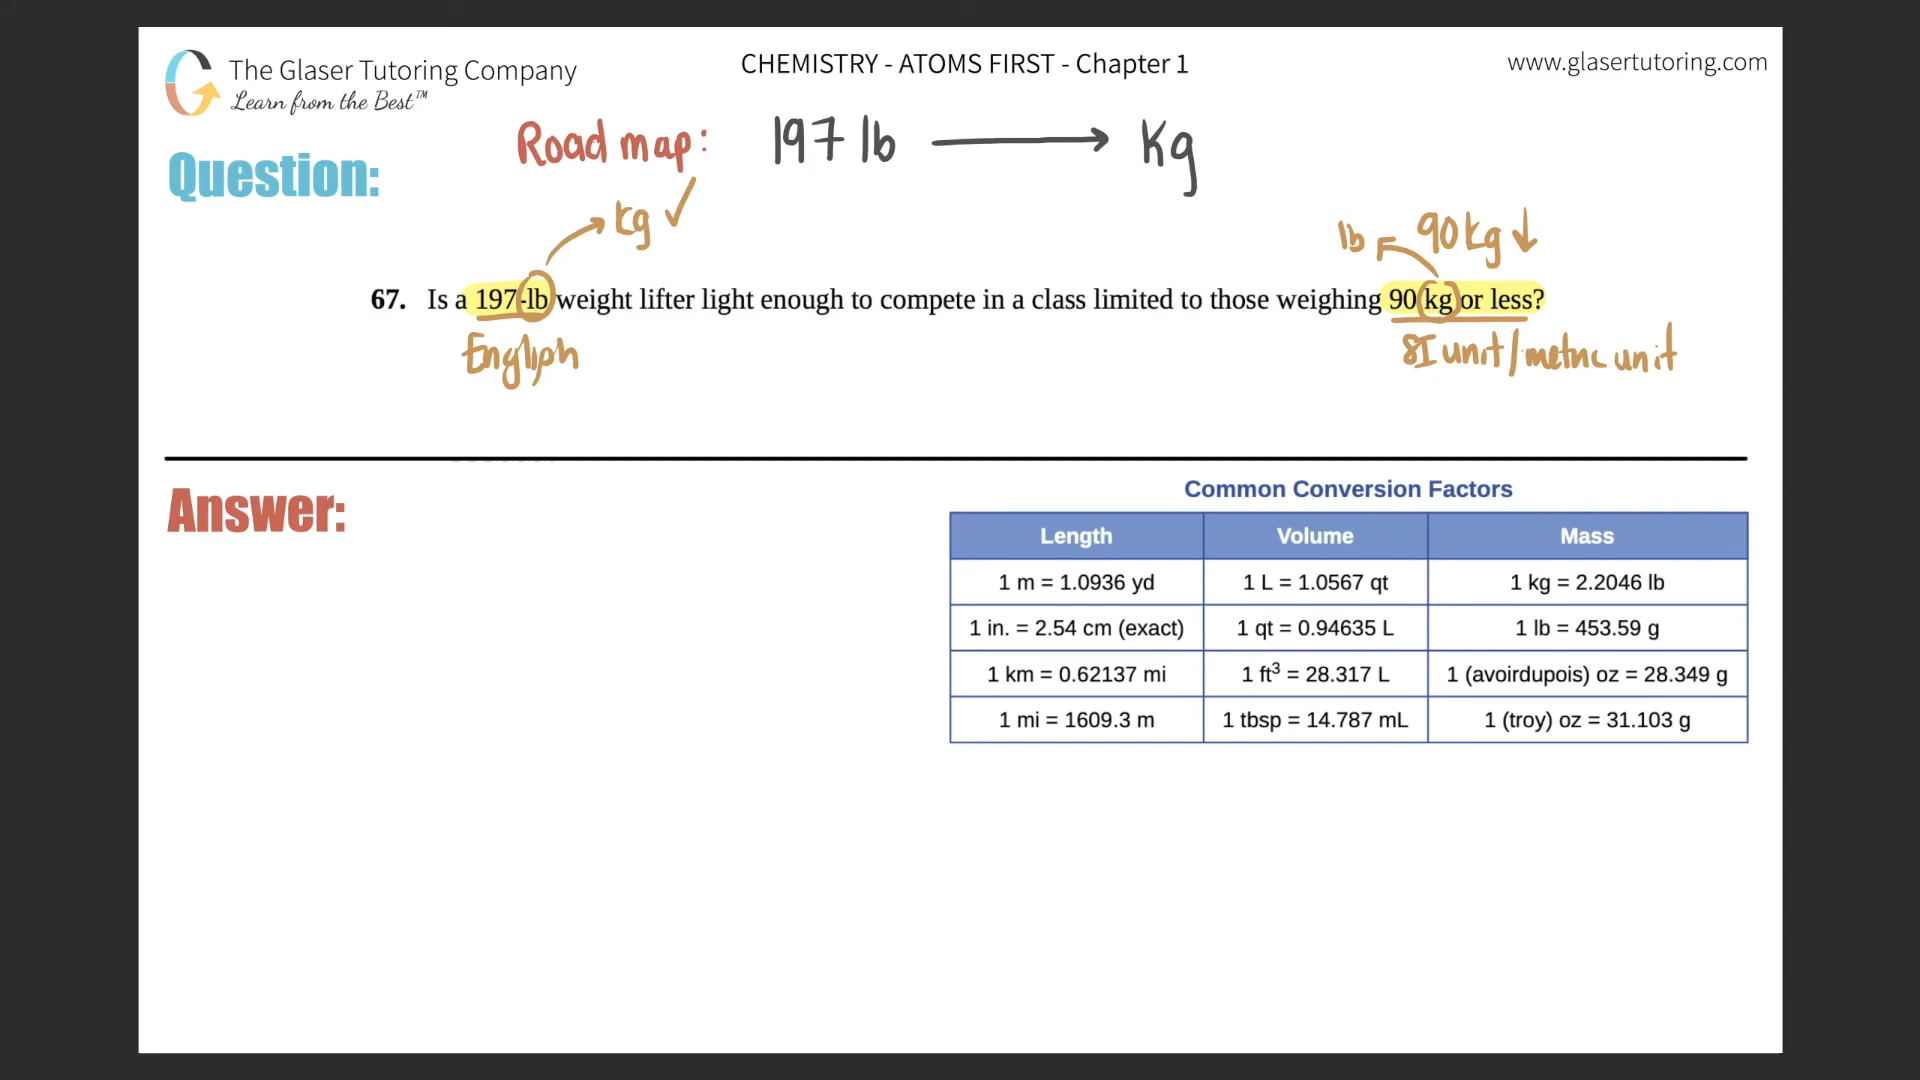 The Glaser Tutoring Company
Learn from the Best™
CHEMISTRY - ATOMS FIRST - Chapter 1
www.glasertutoring.com
Road map: 197 lb → Kg
Question:
kg ✓
lb 90 kg ↓
67. Is a 197-lb weight lifter light enough to compete in a class limited to those weighing 90 kg or less?
English
SI unit / metric unit
Answer:
Common Conversion Factors
Length Volume Mass
1 m = 1.0936 yd 1 L = 1.0567 qt 1 kg = 2.2046 lb
1 in. = 2.54 cm (exact) 1 qt = 0.94635 L 1 lb = 453.59 g
1 km = 0.62137 mi 1 ft³ = 28.317 L 1 (avoirdupois) oz = 28.349 g
1 mi = 1609.3 m 1 tbsp = 14.787 mL 1 (troy) oz = 31.103 g